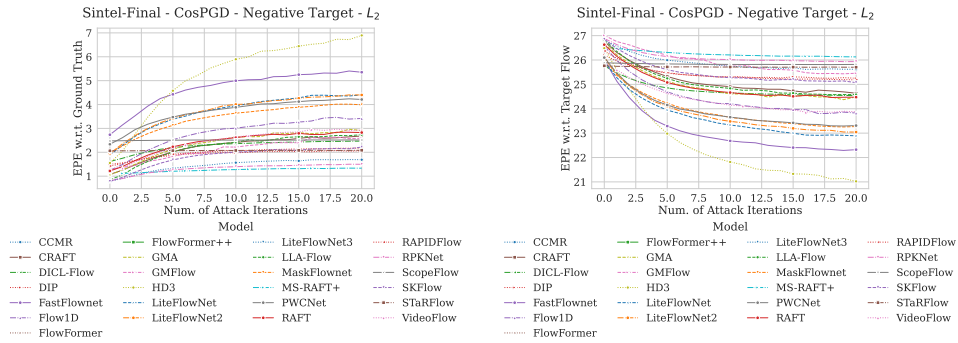 Sintel-Final - CosPGD - Negative Target - L2
EPE w.r.t. Ground Truth
7
6
5
4
3
2
1
0.0 2.5 5.0 7.5 10.0 12.5 15.0 17.5 20.0
Num. of Attack Iterations
Model
CCMR FlowFormer++ LiteFlowNet3 RAPIDFlow
CRAFT GMA LLA-Flow RPKNet
DICL-Flow GMFlow MaskFlownet ScopeFlow
DIP HD3 MS-RAFT+ SKFlow
FastFlownet LiteFlowNet PWCNet STaRFlow
Flow1D LiteFlowNet2 RAFT VideoFlow
FlowFormer
Sintel-Final - CosPGD - Negative Target - L2
EPE w.r.t. Target Flow
27
26
25
24
23
22
21
0.0 2.5 5.0 7.5 10.0 12.5 15.0 17.5 20.0
Num. of Attack Iterations
Model
CCMR FlowFormer++ LiteFlowNet3 RAPIDFlow
CRAFT GMA LLA-Flow RPKNet
DICL-Flow GMFlow MaskFlownet ScopeFlow
DIP HD3 MS-RAFT+ SKFlow
FastFlownet LiteFlowNet PWCNet STaRFlow
Flow1D LiteFlowNet2 RAFT VideoFlow
FlowFormer